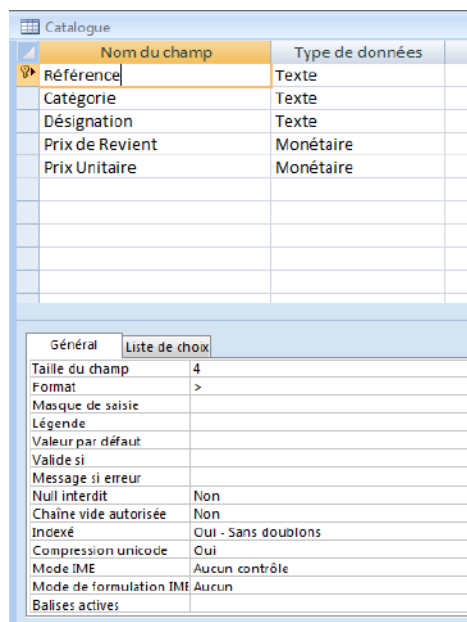 Catalogue
Nom du champ Type de données
Référence Texte
Catégorie Texte
Désignation Texte
Prix de Revient Monétaire
Prix Unitaire Monétaire
Général Liste de choix
Taille du champ 4
Format >
Masque de saisie
Légende
Valeur par défaut
Valide si
Message si erreur
Null interdit Non
Chaîne vide autorisée Non
Indexé Oui - Sans doublons
Compression unicode Oui
Mode IME Aucun contrôle
Mode de formulation IME Aucun
Balises actives